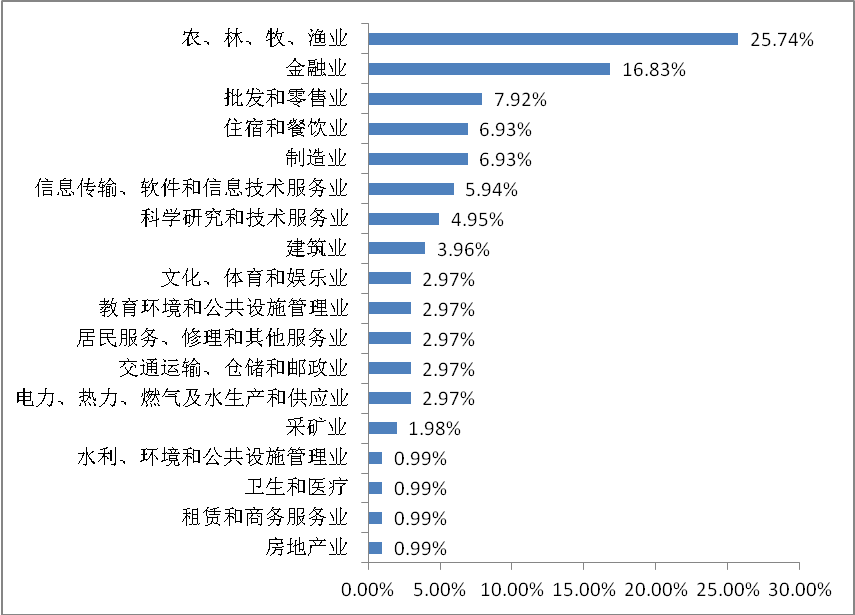 农、林、牧、渔业 25.74%
金融业 16.83%
批发和零售业 7.92%
住宿和餐饮业 6.93%
制造业 6.93%
信息传输、软件和信息技术服务业 5.94%
科学研究和技术服务业 4.95%
建筑业 3.96%
文化、体育和娱乐业 2.97%
教育环境和公共设施管理业 2.97%
居民服务、修理和其他服务业 2.97%
交通运输、仓储和邮政业 2.97%
电力、热力、燃气及水生产和供应业 2.97%
采矿业 1.98%
水利、环境和公共设施管理业 0.99%
卫生和医疗 0.99%
租赁和商务服务业 0.99%
房地产业 0.99%
0.00% 5.00% 10.00% 15.00% 20.00% 25.00% 30.00%